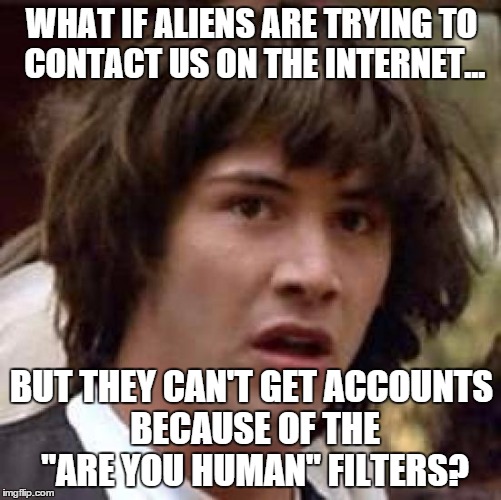 WHAT IF ALIENS ARE TRYING TO
CONTACT US ON THE INTERNET...
BUT THEY CAN'T GET ACCOUNTS
BECAUSE OF THE
"ARE YOU HUMAN" FILTERS?
imgflip.com